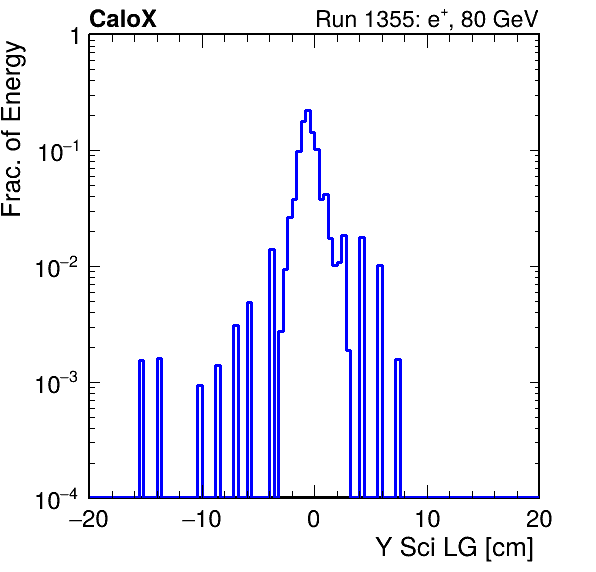 CaloX Run 1355: e⁺, 80 GeV
Frac. of Energy
1
10⁻¹
10⁻²
10⁻³
10⁻⁴
−20 −10 0 10 20
Y Sci LG [cm]